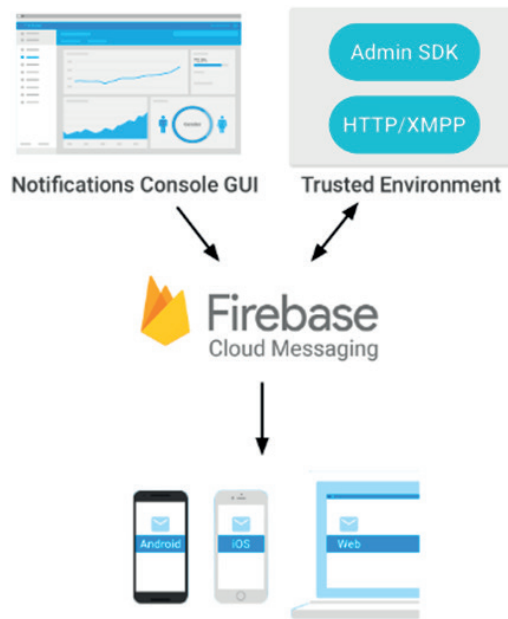 Admin SDK
HTTP/XMPP
Notifications Console GUI
Trusted Environment
Firebase
Cloud Messaging
Android
iOS
Web